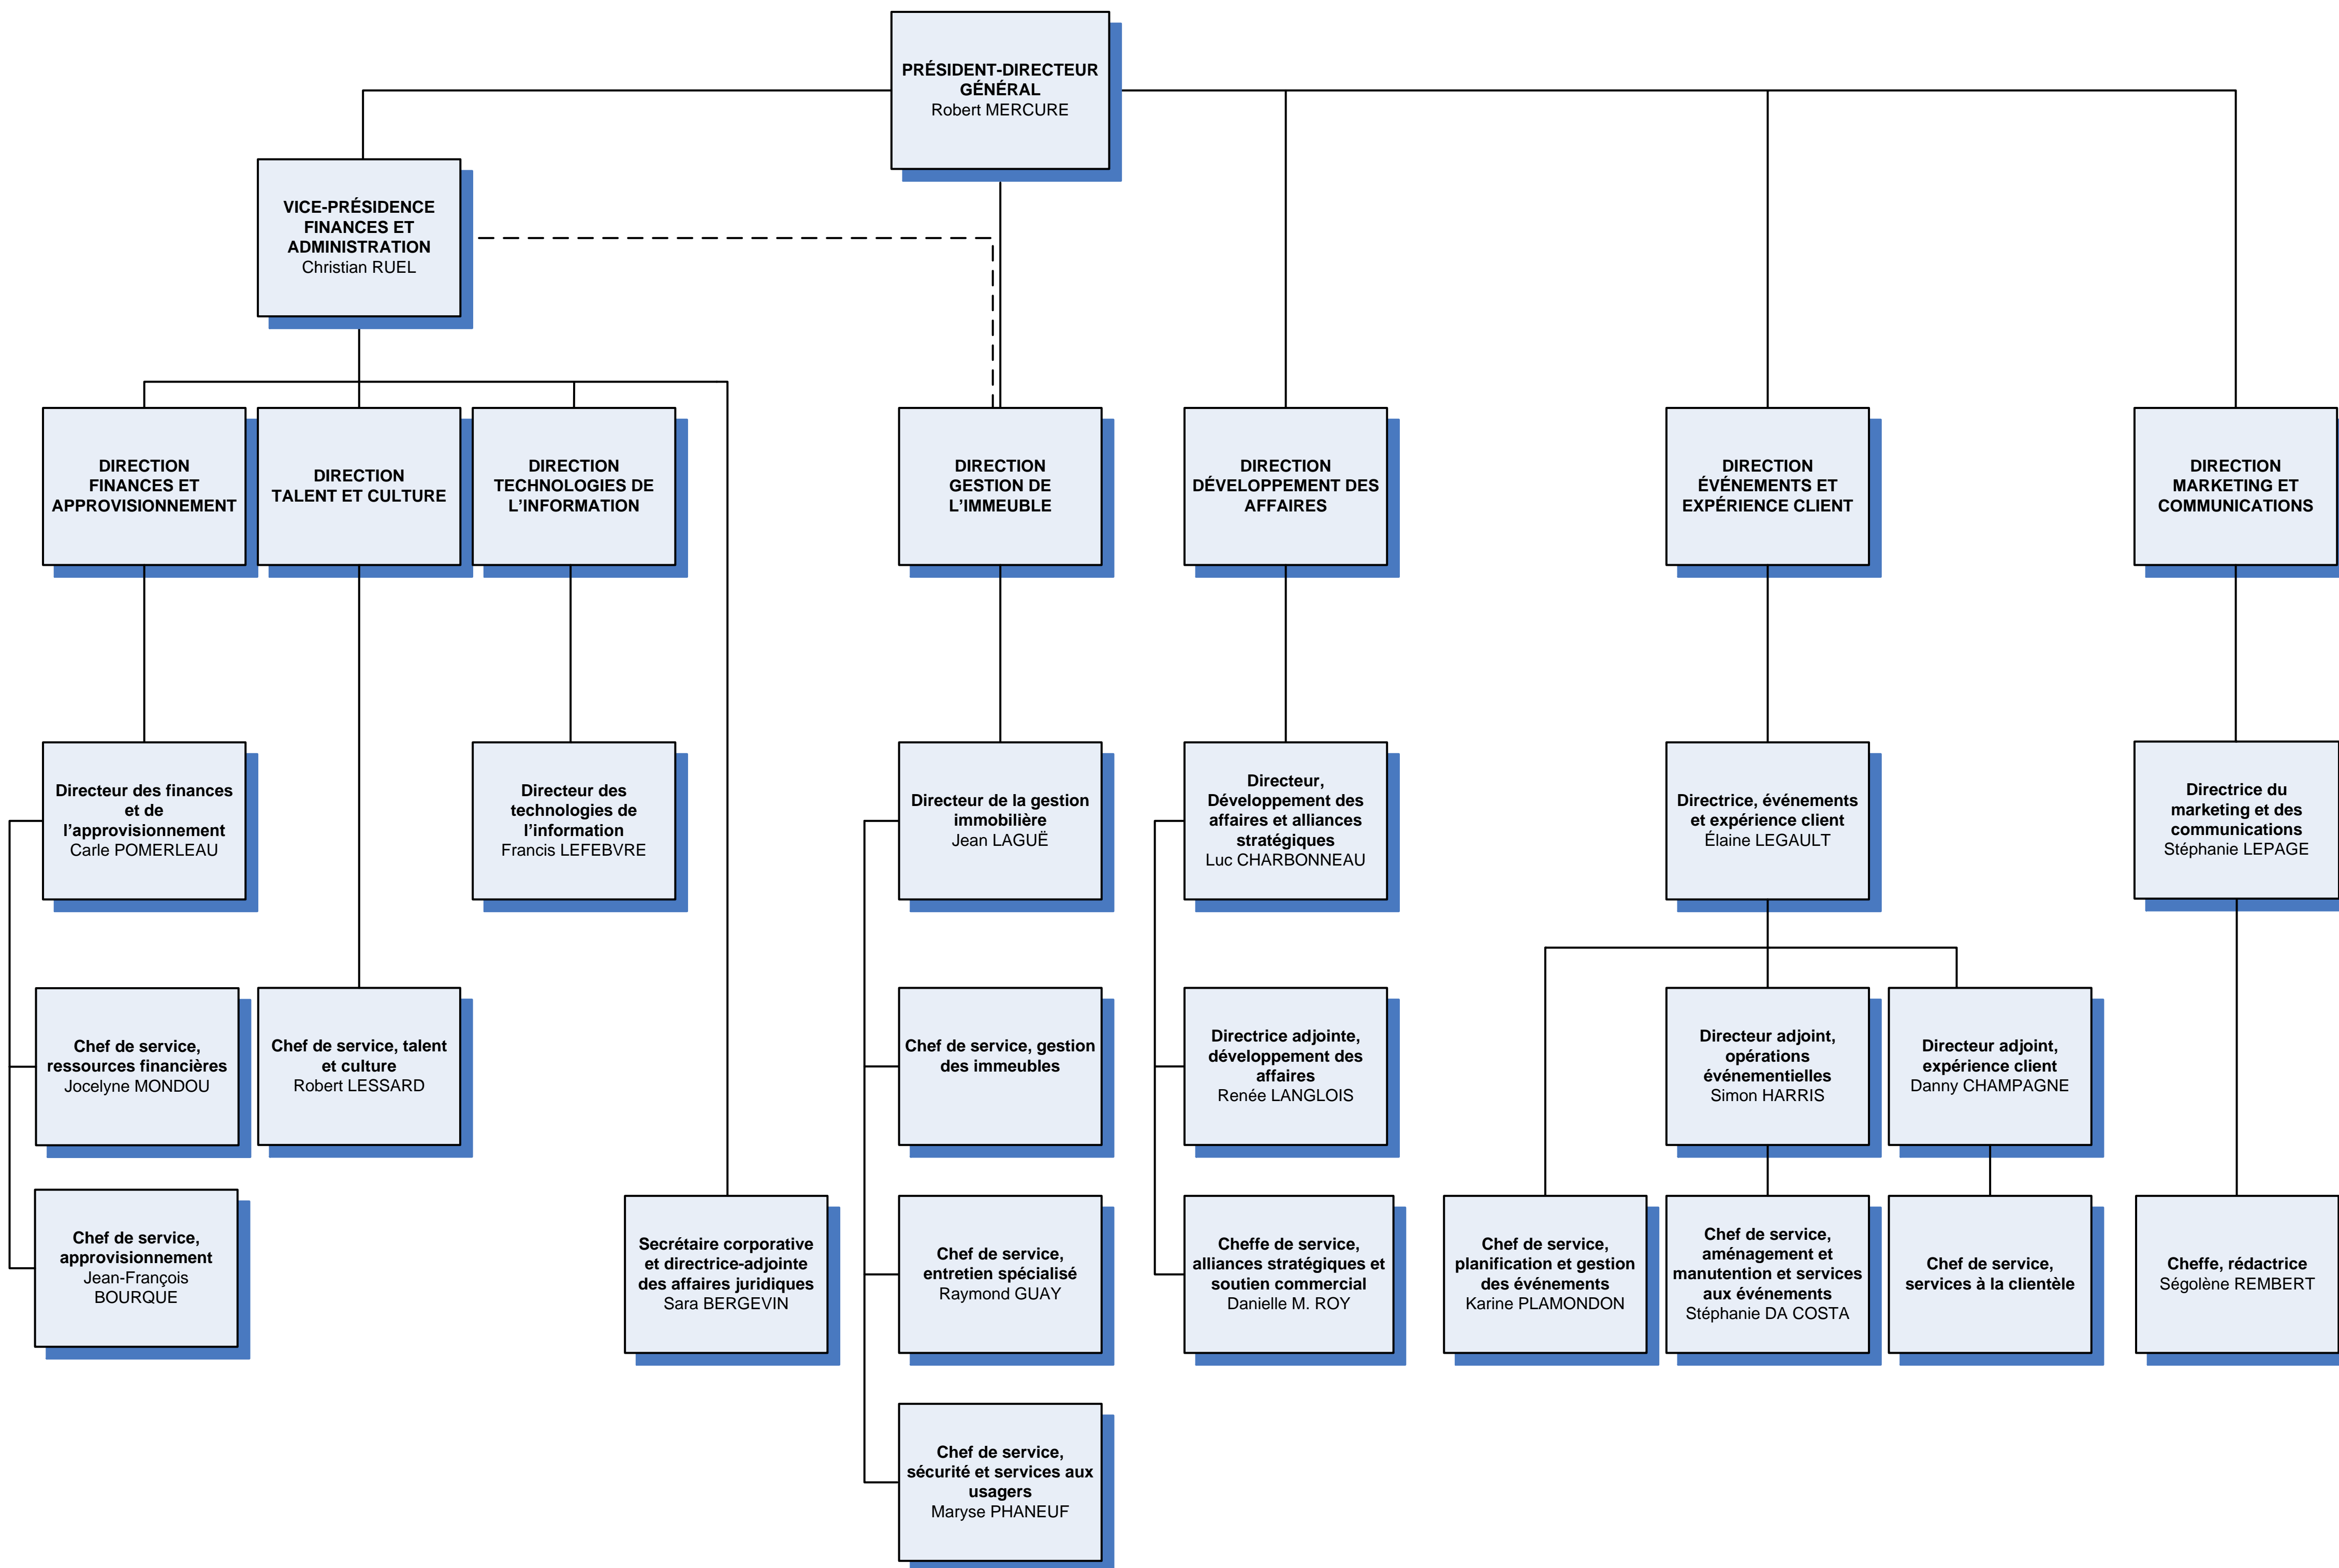 PRÉSIDENT-DIRECTEUR
GÉNÉRAL
Robert MERCURE
VICE-PRÉSIDENCE
FINANCES ET
ADMINISTRATION
Christian RUEL
DIRECTION
FINANCES ET
APPROVISIONNEMENT
DIRECTION
TALENT ET CULTURE
DIRECTION
TECHNOLOGIES DE
L’INFORMATION
DIRECTION
GESTION DE
L’IMMEUBLE
DIRECTION
DÉVELOPPEMENT DES
AFFAIRES
DIRECTION
ÉVÉNEMENTS ET
EXPÉRIENCE CLIENT
DIRECTION
MARKETING ET
COMMUNICATIONS
Directeur des finances
et de
l’approvisionnement
Carle POMERLEAU
Directeur des
technologies de
l’information
Francis LEFEBVRE
Directeur de la gestion
immobilière
Jean LAGUË
Directeur,
Développement des
affaires et alliances
stratégiques
Luc CHARBONNEAU
Directrice, événements
et expérience client
Élaine LEGAULT
Directrice du
marketing et des
communications
Stéphanie LEPAGE
Chef de service,
ressources financières
Jocelyne MONDOU
Chef de service, talent
et culture
Robert LESSARD
Chef de service, gestion
des immeubles
Directrice adjointe,
développement des
affaires
Renée LANGLOIS
Directeur adjoint,
opérations
événementielles
Simon HARRIS
Directeur adjoint,
expérience client
Danny CHAMPAGNE
Chef de service,
approvisionnement
Jean-François
BOURQUE
Secrétaire corporative
et directrice-adjointe
des affaires juridiques
Sara BERGEVIN
Chef de service,
entretien spécialisé
Raymond GUAY
Cheffe de service,
alliances stratégiques et
soutien commercial
Danielle M. ROY
Chef de service,
planification et gestion
des événements
Karine PLAMONDON
Chef de service,
aménagement et
manutention et services
aux événements
Stéphanie DA COSTA
Chef de service,
services à la clientèle
Cheffe, rédactrice
Ségolène REMBERT
Chef de service,
sécurité et services aux
usagers
Maryse PHANEUF